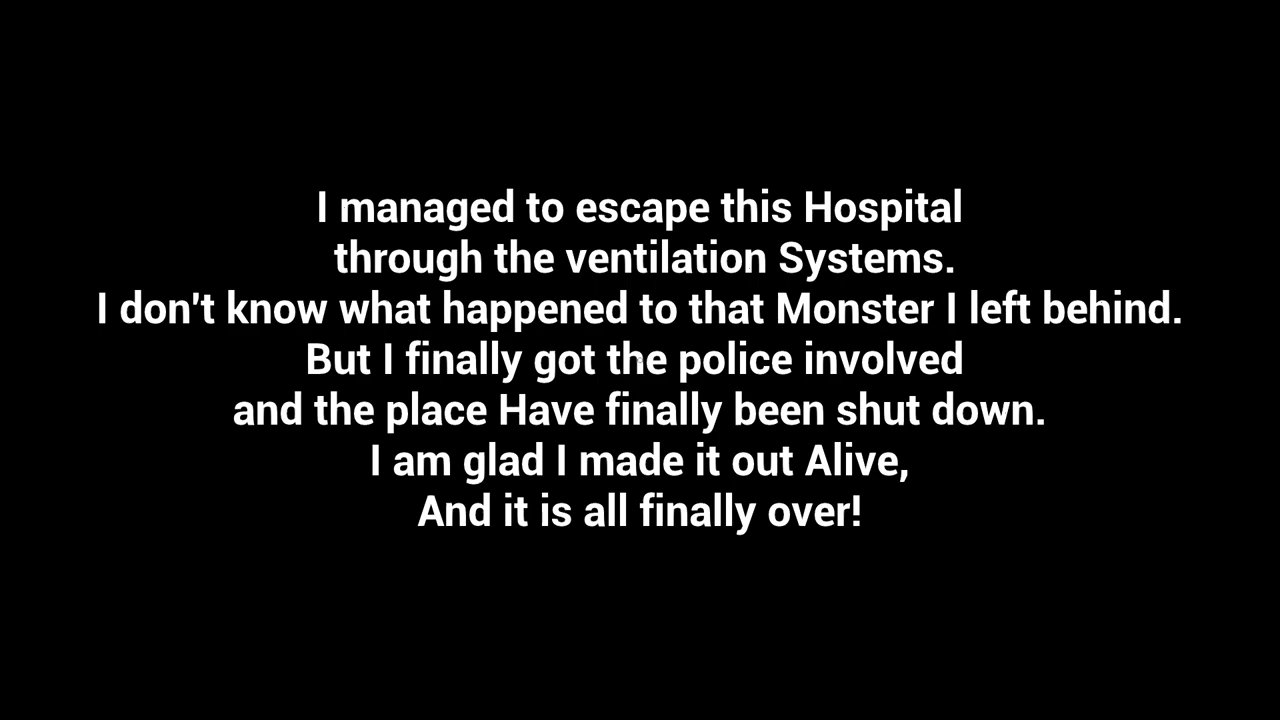 I managed to escape this Hospital
through the ventilation Systems.
I don't know what happened to that Monster I left behind.
But I finally got the police involved
and the place Have finally been shut down.
I am glad I made it out Alive,
And it is all finally over!